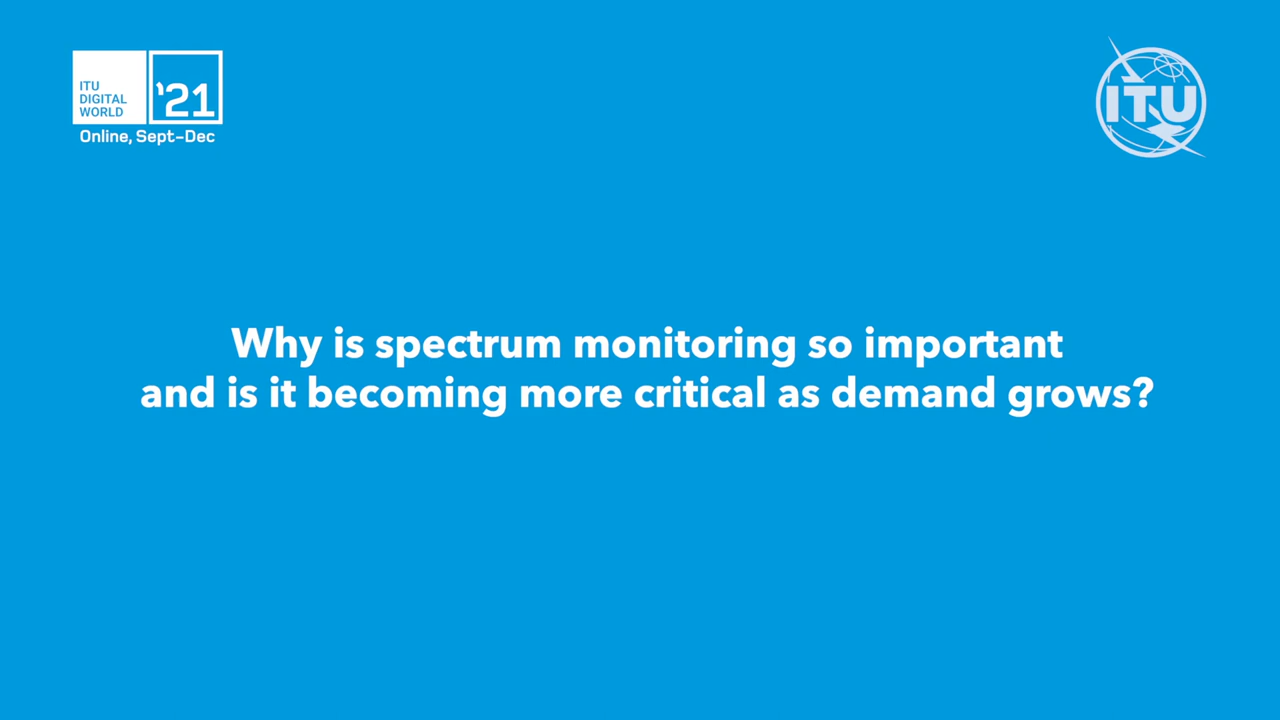 ITU
DIGITAL
WORLD
'21
Online, Sept-Dec
ITU
Why is spectrum monitoring so important
and is it becoming more critical as demand grows?